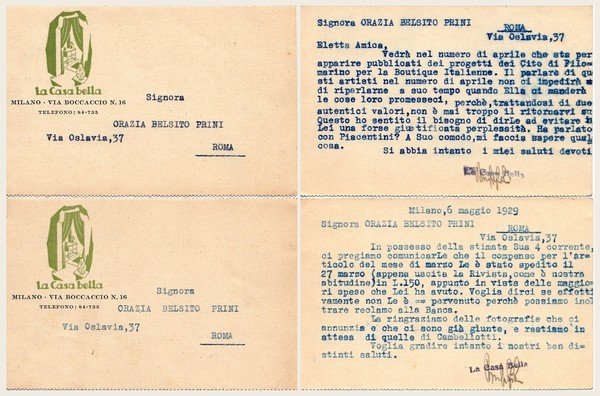 La Casa bella
MILANO - VIA BOCCACCIO N. 16
TELEFONO: 84-735
Signora
ORAZIA BELSITO PRINI
Via Oslavia,37
ROMA
Signora ORAZIA BELSITO PRINI
ROMA
Via Oslavia,37
Eletta Amica,
Vedrà nel numero di aprile che sta per
apparire pubblicati dei progetti dei Cito di Filo=
marino per la Boutique Italienne. Il parlare di que
sti artisti nel numero di aprile non ci impedirà
di riparlarne a suo tempo quando Ella ci manderà
le cose loro promesseci, perchè, trattandosi di due
autentici valori, non è mai troppo il ritornarvi su
Questo ho sentito il bisogno di dirLe ad evitare
Lei una forse giustificata perplessità. Ha parlato
con Piacentini? A Suo comodo, mi faccia sapere qual
cosa.
Si abbia intanto i miei saluti devoti
La Casa Bella
La Casa bella
MILANO - VIA BOCCACCIO N. 16
TELEFONO: 84-735
Signora
ORAZIA BELSITO PRINI
Via Oslavia,37
ROMA
Milano,6 maggio 1929
Signora ORAZIA BELSITO PRINI
ROMA
Via Oslavia,37
In possesso della stimata Sua 4 corrente,
ci pregiamo comunicarLe che il compenso per l'ar=
ticolo del mese di marzo Le è stato spedito il
27 marzo (appena uscita la Rivista,come è nostra
abitudine)in L.150, appunto in vista delle maggio=
ri spese che Lei ha avuto. Voglia dirci se effetti
vamente non Le è == pervenuto perchè possiamo inol
trare reclamo alla Banca.
La ringraziamo delle fotografie che ci
annunzia e che ci sono già giunte, e restiamo in
attesa di quelle di Cambellotti.
Voglia gradire intanto i nostri ben di=
stinti saluti.
La Casa Bella